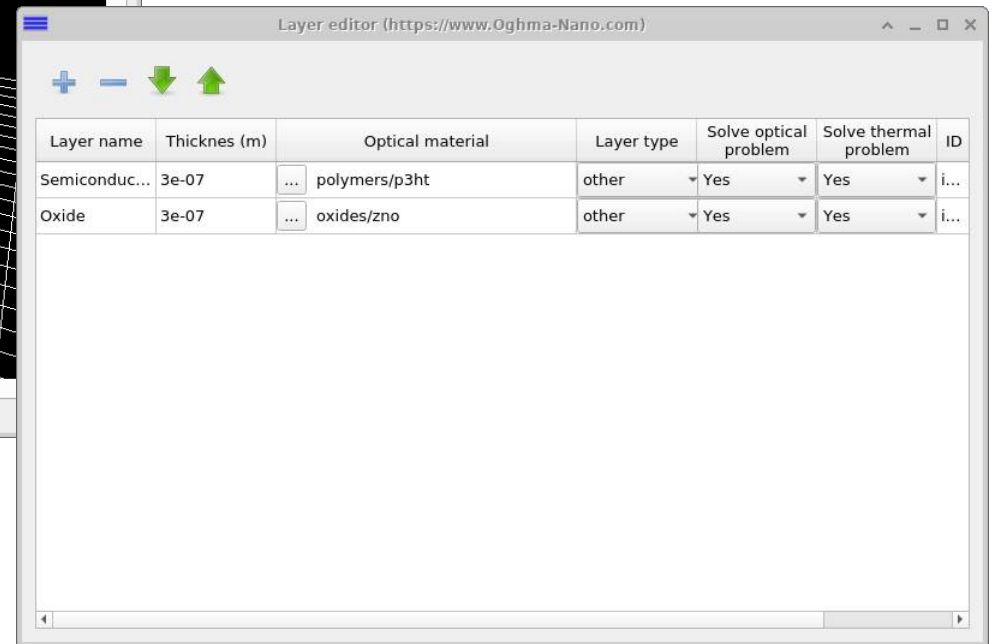 Layer editor (https://www.Oghma-Nano.com)
Layer name Thicknes (m) Optical material Layer type Solve optical problem Solve thermal problem ID
Semiconduc... 3e-07 ... polymers/p3ht other Yes Yes i...
Oxide 3e-07 ... oxides/zno other Yes Yes i...